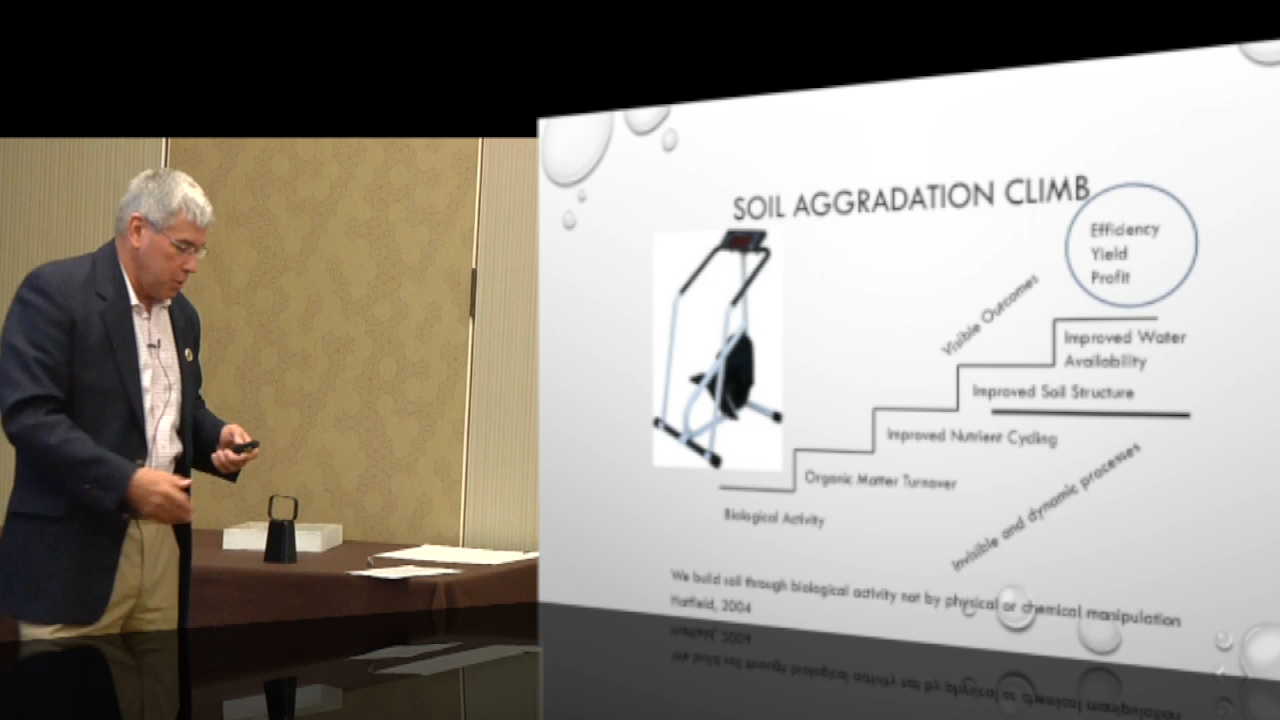 SOIL AGGRADATION CLIMB
Efficiency
Yield
Profit
Visible Outcomes
Improved Water
Availability
Improved Soil Structure
Improved Nutrient Cycling
Organic Matter Turnover
Biological Activity
Invisible and dynamic processes
We build soil through biological activity not by physical or chemical manipulation
Hatfield, 2004